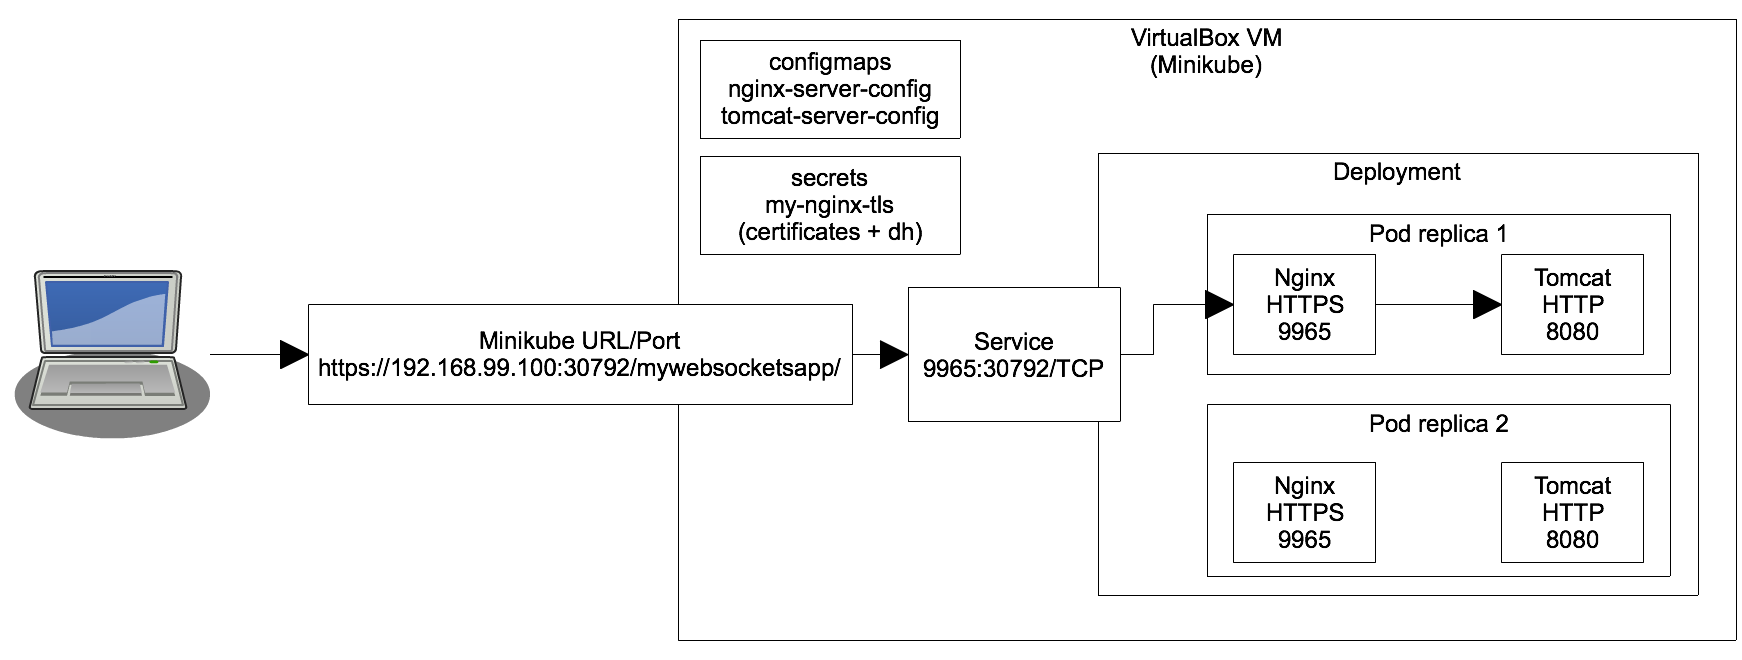 VirtualBox VM
(Minikube)
configmaps
nginx-server-config
tomcat-server-config
secrets
my-nginx-tls
(certificates + dh)
Minikube URL/Port
https://192.168.99.100:30792/mywebsocketsapp/
Service
9965:30792/TCP
Deployment
Pod replica 1
Nginx
HTTPS
9965
Tomcat
HTTP
8080
Pod replica 2
Nginx
HTTPS
9965
Tomcat
HTTP
8080